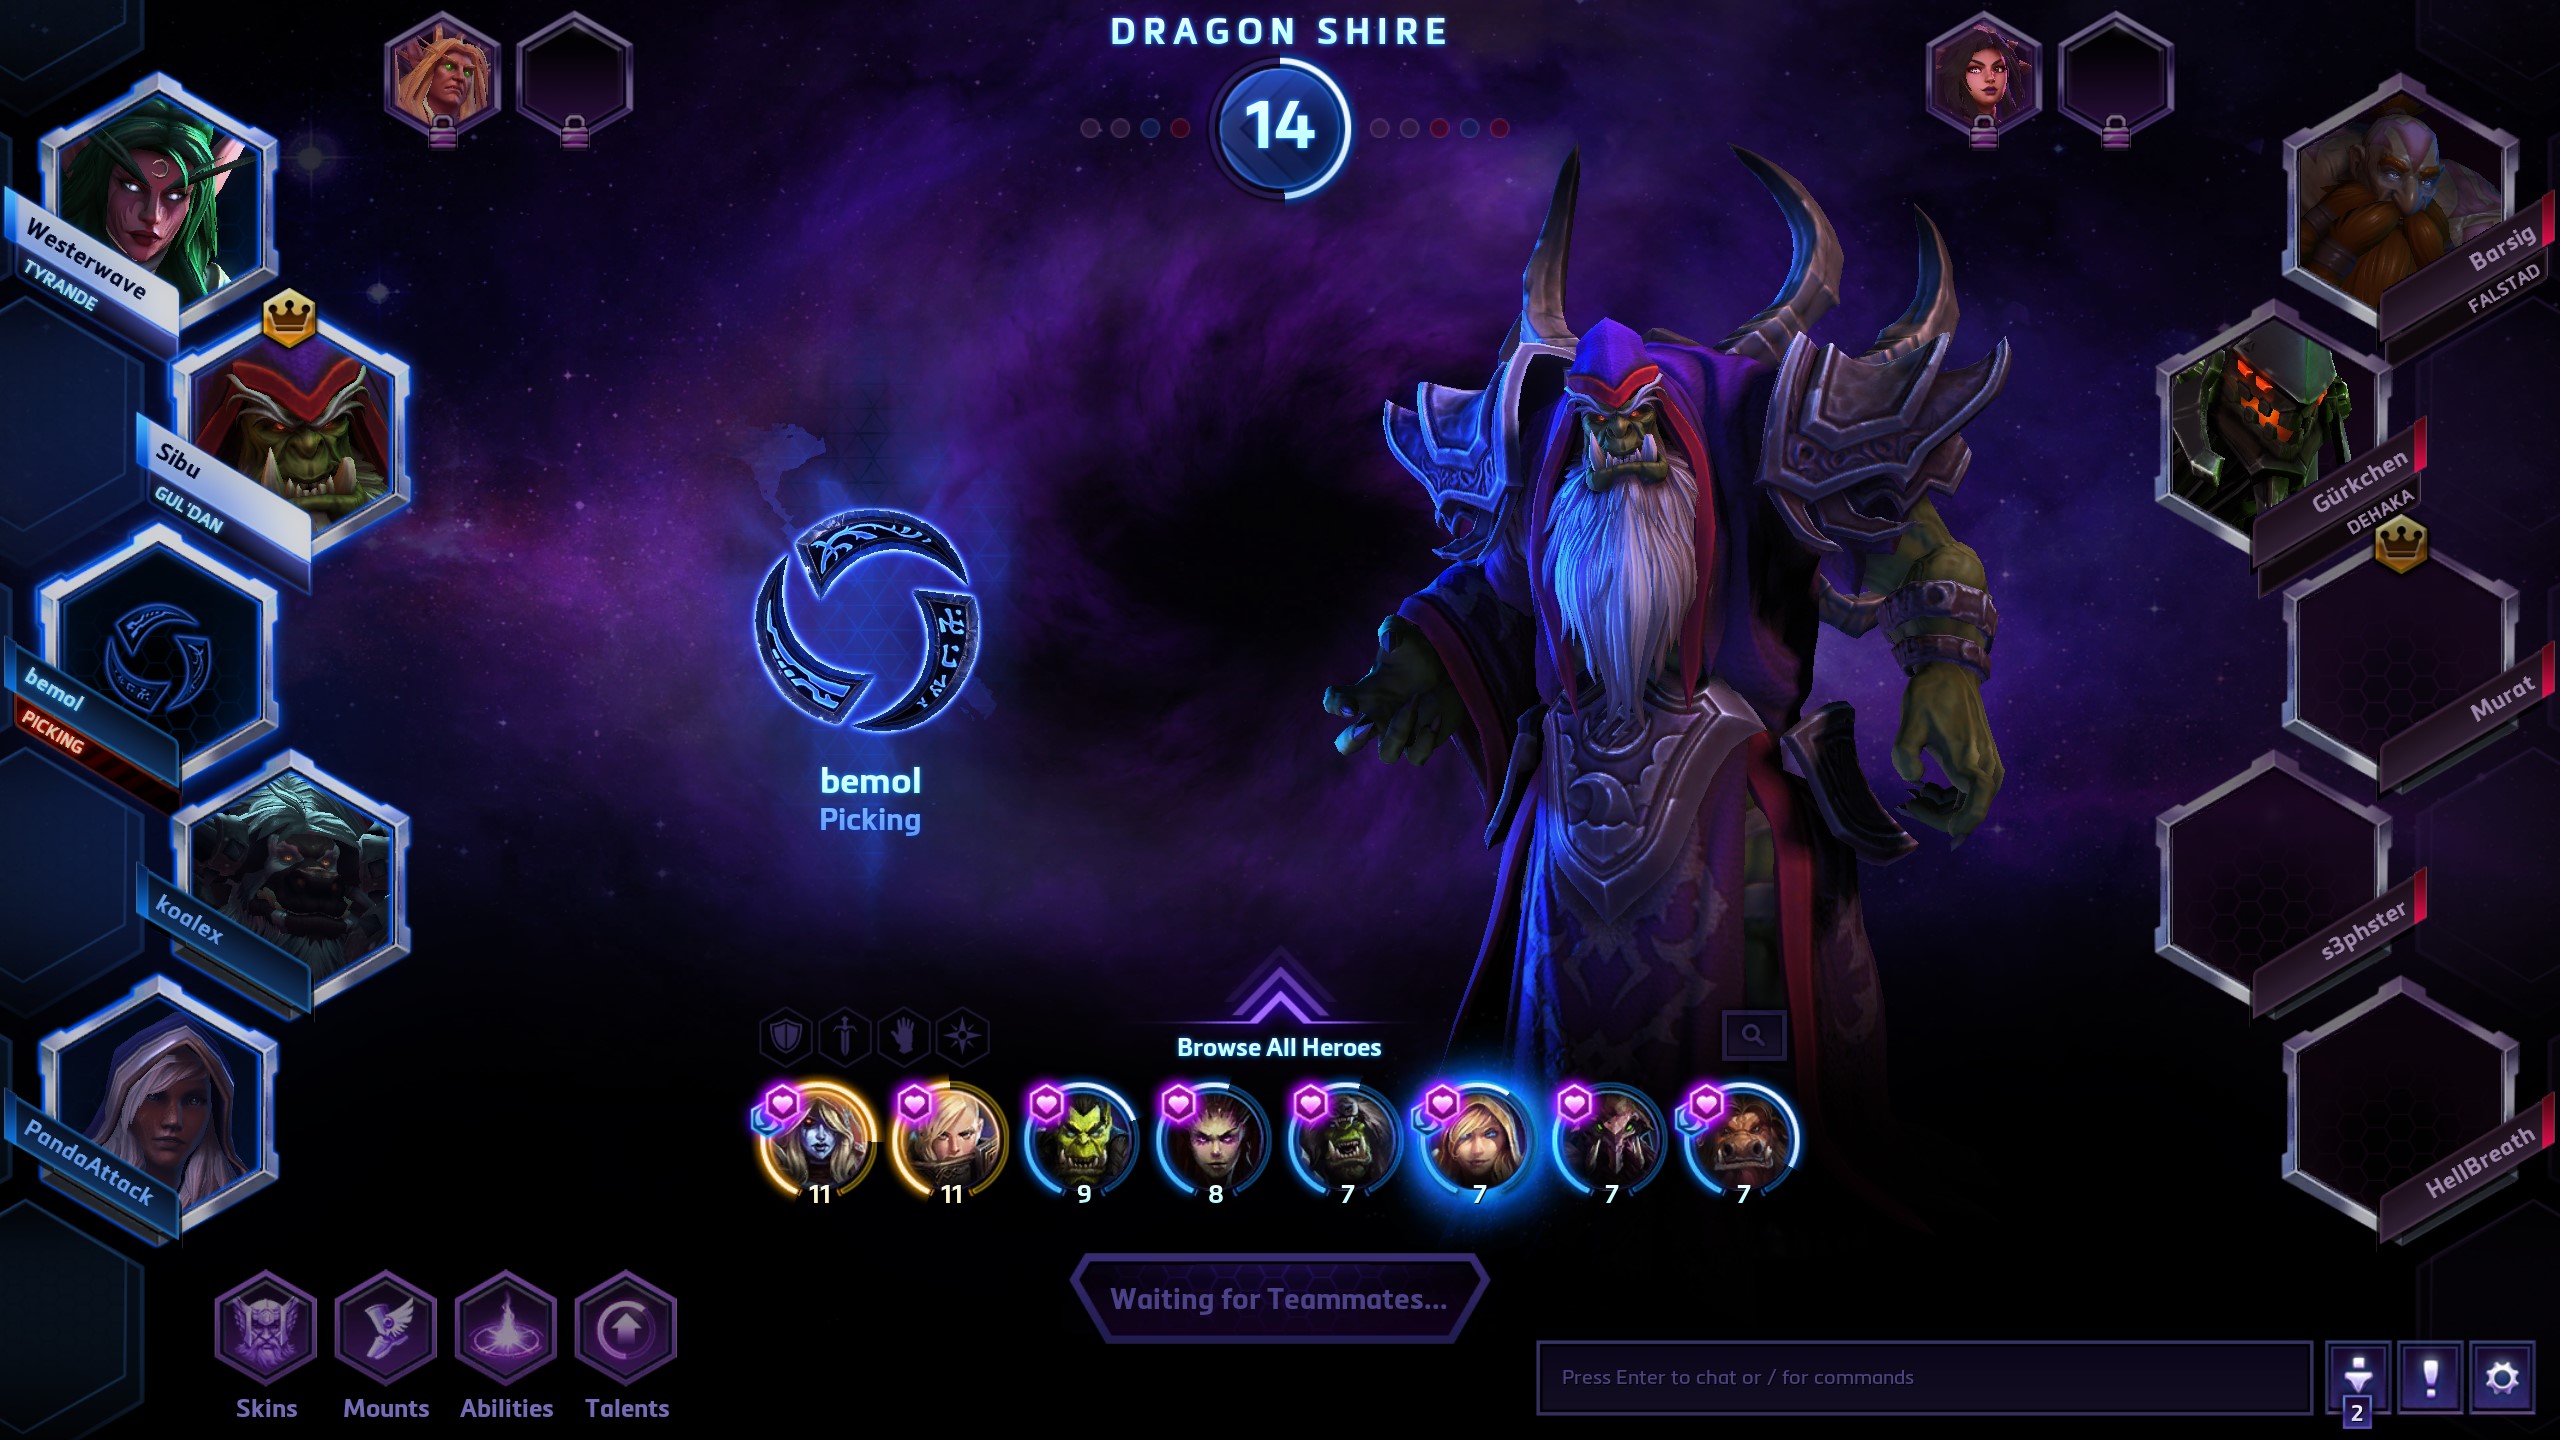 DRAGON SHIRE
14
Westerwave
TYRANDE
Sibu
GUL'DAN
bemol
PICKING
koalex
PandaAttack
bemol
Picking
Barsig
FALSTAD
Gürkchen
DEHAKA
Murat
s3phster
HellBreath
Browse All Heroes
11
11
9
8
7
7
7
7
Waiting for Teammates...
Skins
Mounts
Abilities
Talents
Press Enter to chat or / for commands
2